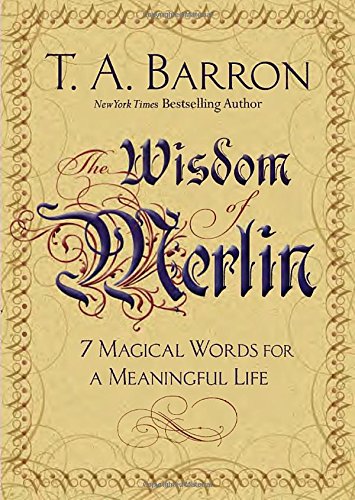 T. A. BARRON
New York Times Bestselling Author
The Wisdom
of
Merlin
7 MAGICAL WORDS FOR
A MEANINGFUL LIFE